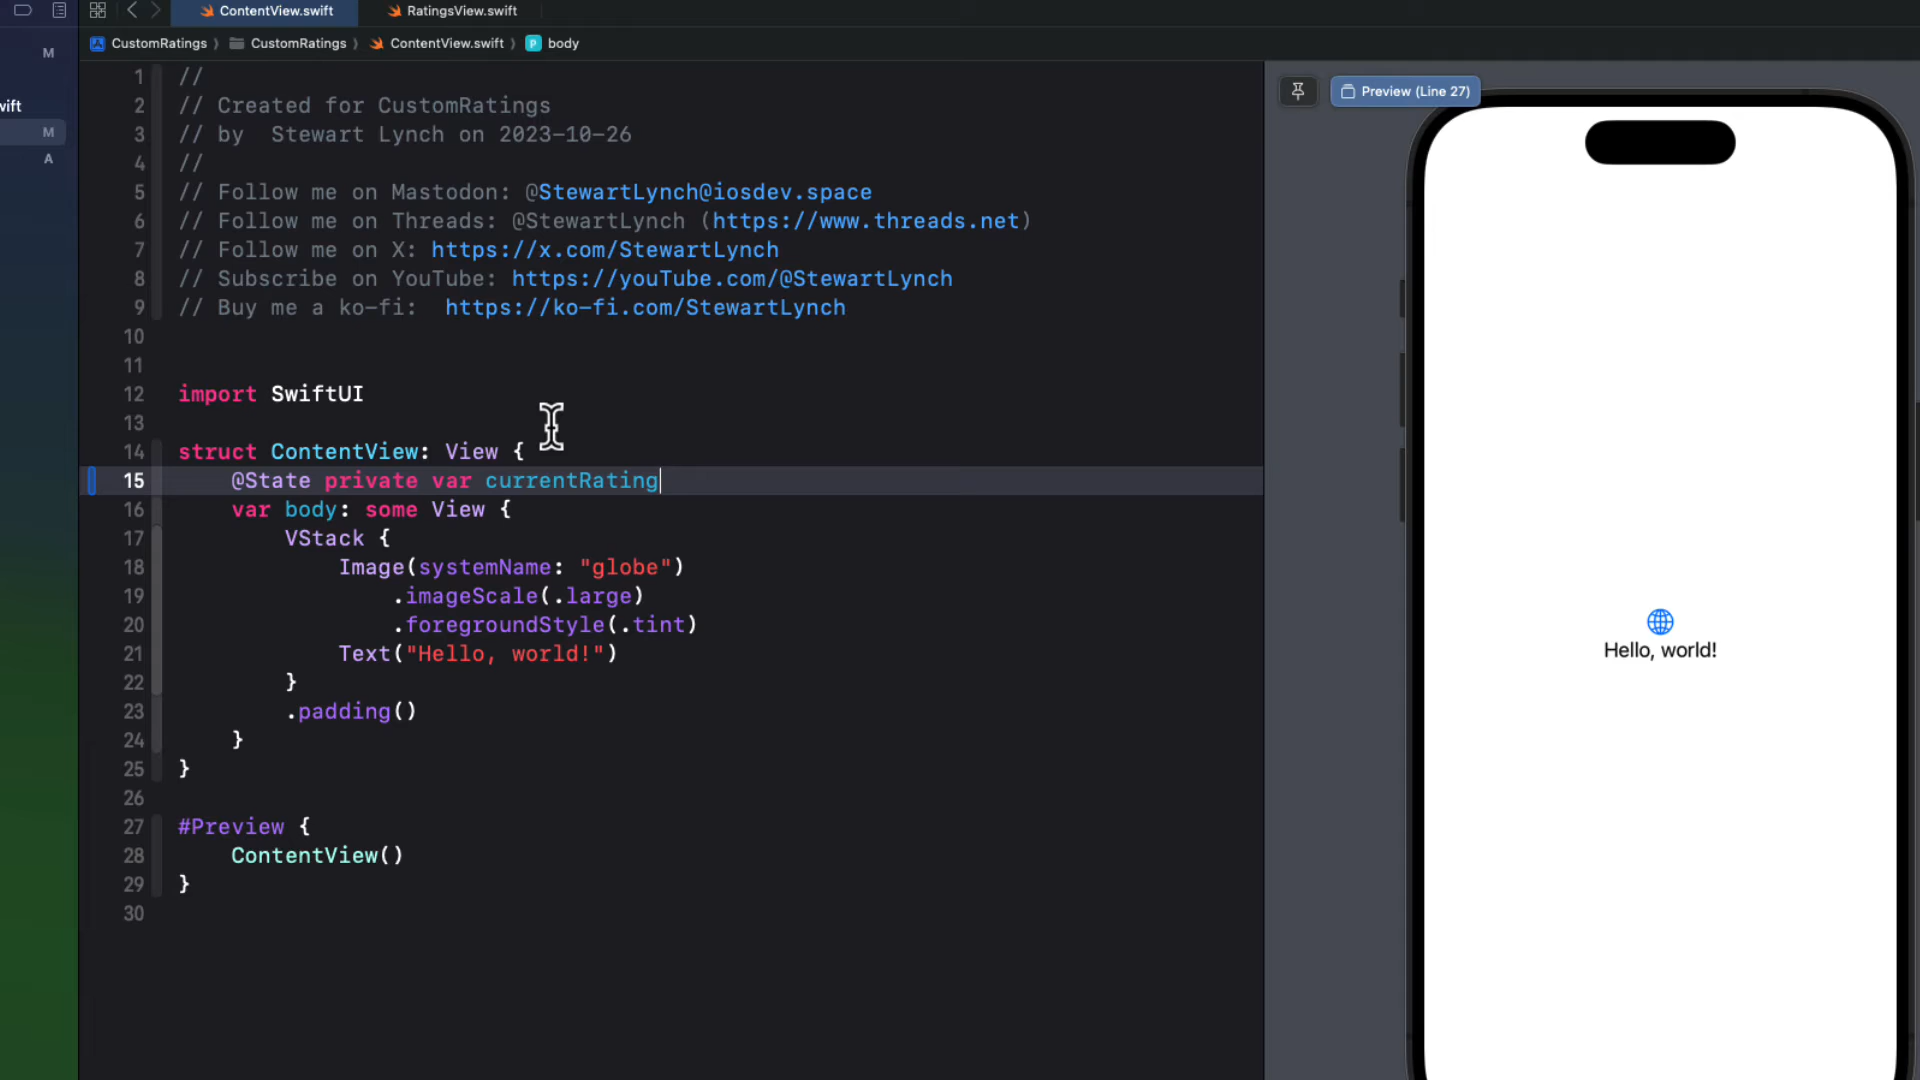 ContentView.swift
RatingsView.swift
CustomRatings
CustomRatings
ContentView.swift
P
body
M
wift
M
A
1 //
2 // Created for CustomRatings
3 // by  Stewart Lynch on 2023-10-26
4 //
5 // Follow me on Mastodon: @StewartLynch@iosdev.space
6 // Follow me on Threads: @StewartLynch (https://www.threads.net)
7 // Follow me on X: https://x.com/StewartLynch
8 // Subscribe on YouTube: https://youTube.com/@StewartLynch
9 // Buy me a ko-fi:  https://ko-fi.com/StewartLynch
10
11
12 import SwiftUI
13
14 struct ContentView: View {
15     @State private var currentRating
16     var body: some View {
17         VStack {
18             Image(systemName: "globe")
19                 .imageScale(.large)
20                 .foregroundStyle(.tint)
21             Text("Hello, world!")
22         }
23         .padding()
24     }
25 }
26
27 #Preview {
28     ContentView()
29 }
30
Preview (Line 27)
Hello, world!